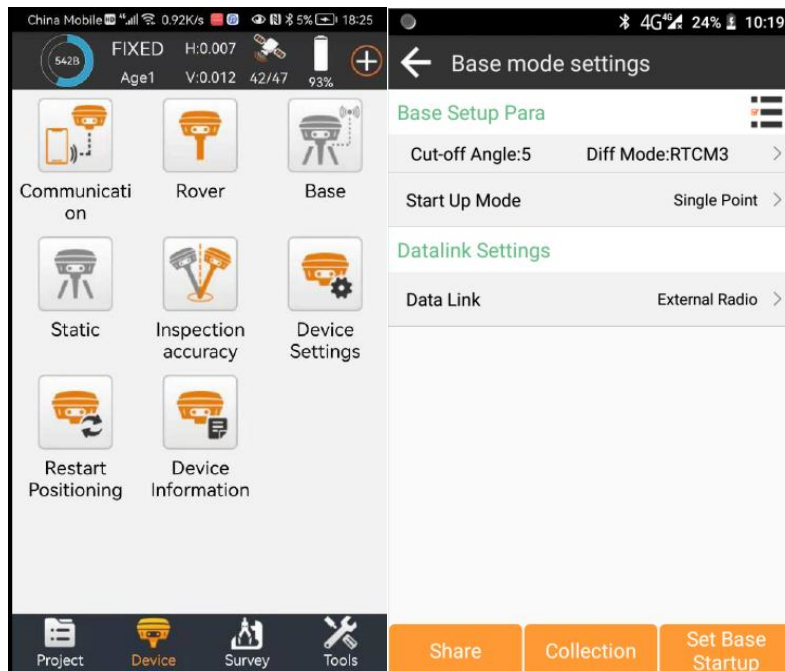 China Mobile HD 4G 0.92K/s 5% 18:25
542B
FIXED H:0.007
Age1 V:0.012 42/47 93%
Communicati
on
Rover
Base
Static
Inspection
accuracy
Device
Settings
Restart
Positioning
Device
Information
Project Device Survey Tools
4G 4G 24% 10:19
Base mode settings
Base Setup Para
Cut-off Angle:5 Diff Mode:RTCM3
Start Up Mode Single Point
Datalink Settings
Data Link External Radio
Share Collection Set Base
Startup